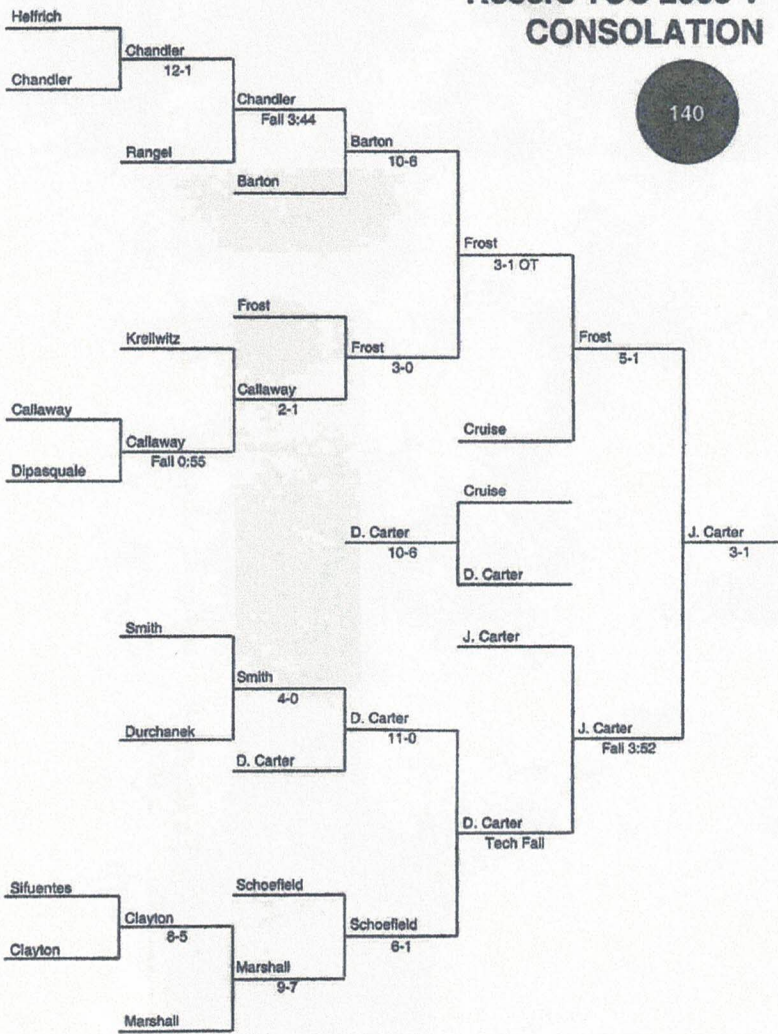 CONSOLATION
140
Helfrich
Chandler
12-1
Chandler
Chandler
Fall 3:44
Rangel
Barton
10-6
Barton
Frost
3-1 OT
Frost
Krellwitz
Frost
3-0
Frost
5-1
Callaway
2-1
Callaway
Callaway
Fall 0:55
Dipasquale
Cruise
Cruise
D. Carter
10-6
J. Carter
3-1
D. Carter
Smith
J. Carter
Smith
4-0
D. Carter
11-0
Durchanek
J. Carter
Fall 3:52
D. Carter
D. Carter
Tech Fall
Sifuentes
Schoefield
Clayton
8-5
Schoefield
6-1
Clayton
Marshall
9-7
Marshall